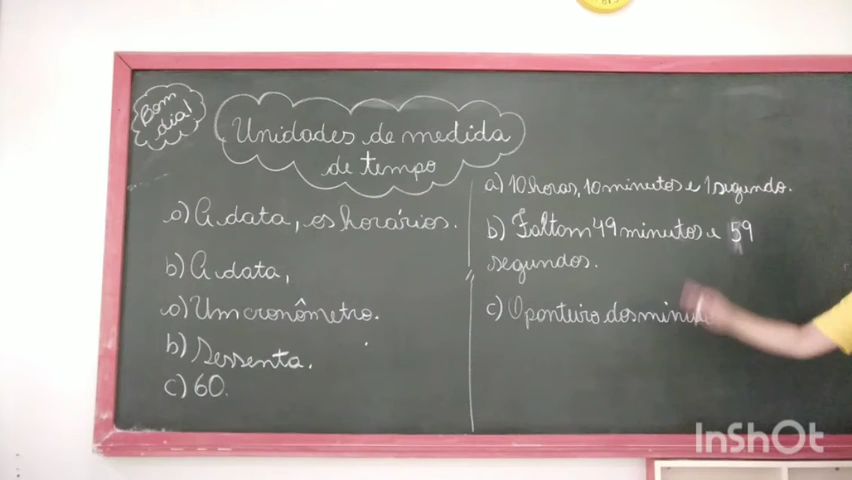 Bom
dia!
Unidades de medida
de tempo
a) A data, os horários.
b) A data,
a) Um cronômetro.
b) Sessenta.
c) 60.
a) 10 horas, 10 minutos e 1 segundo.
b) Faltam 49 minutos e 59
segundos.
c) O ponteiro dos minuto
InShOt